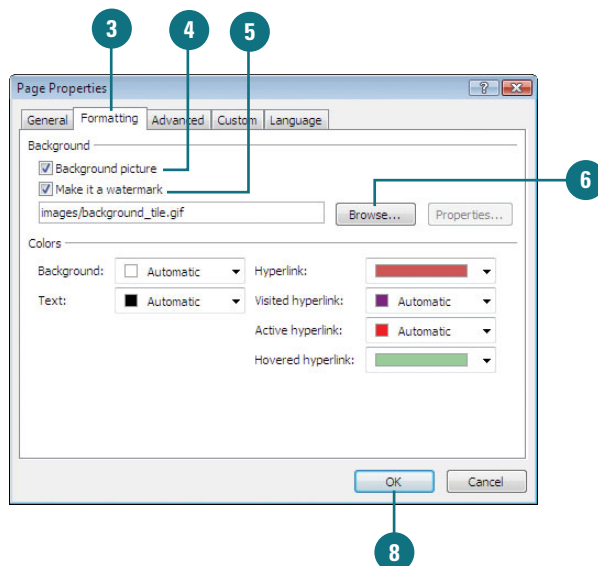 3 4 5
Page Properties
General Formatting Advanced Custom Language
Background
Background picture
Make it a watermark
6
images/background_tile.gif Browse... Properties...
Colors
Background: Automatic Hyperlink:
Text: Automatic Visited hyperlink: Automatic
Active hyperlink: Automatic
Hovered hyperlink:
OK Cancel
8